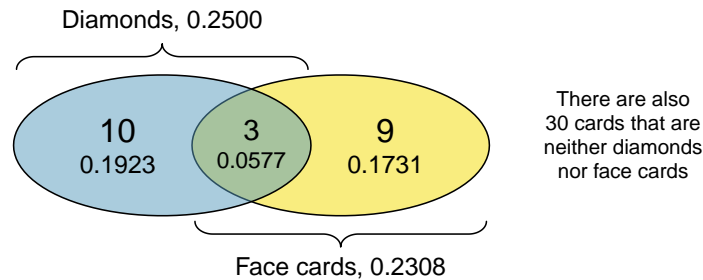 Diamonds, 0.2500
10
0.1923
3
0.0577
9
0.1731
There are also
30 cards that are
neither diamonds
nor face cards
Face cards, 0.2308